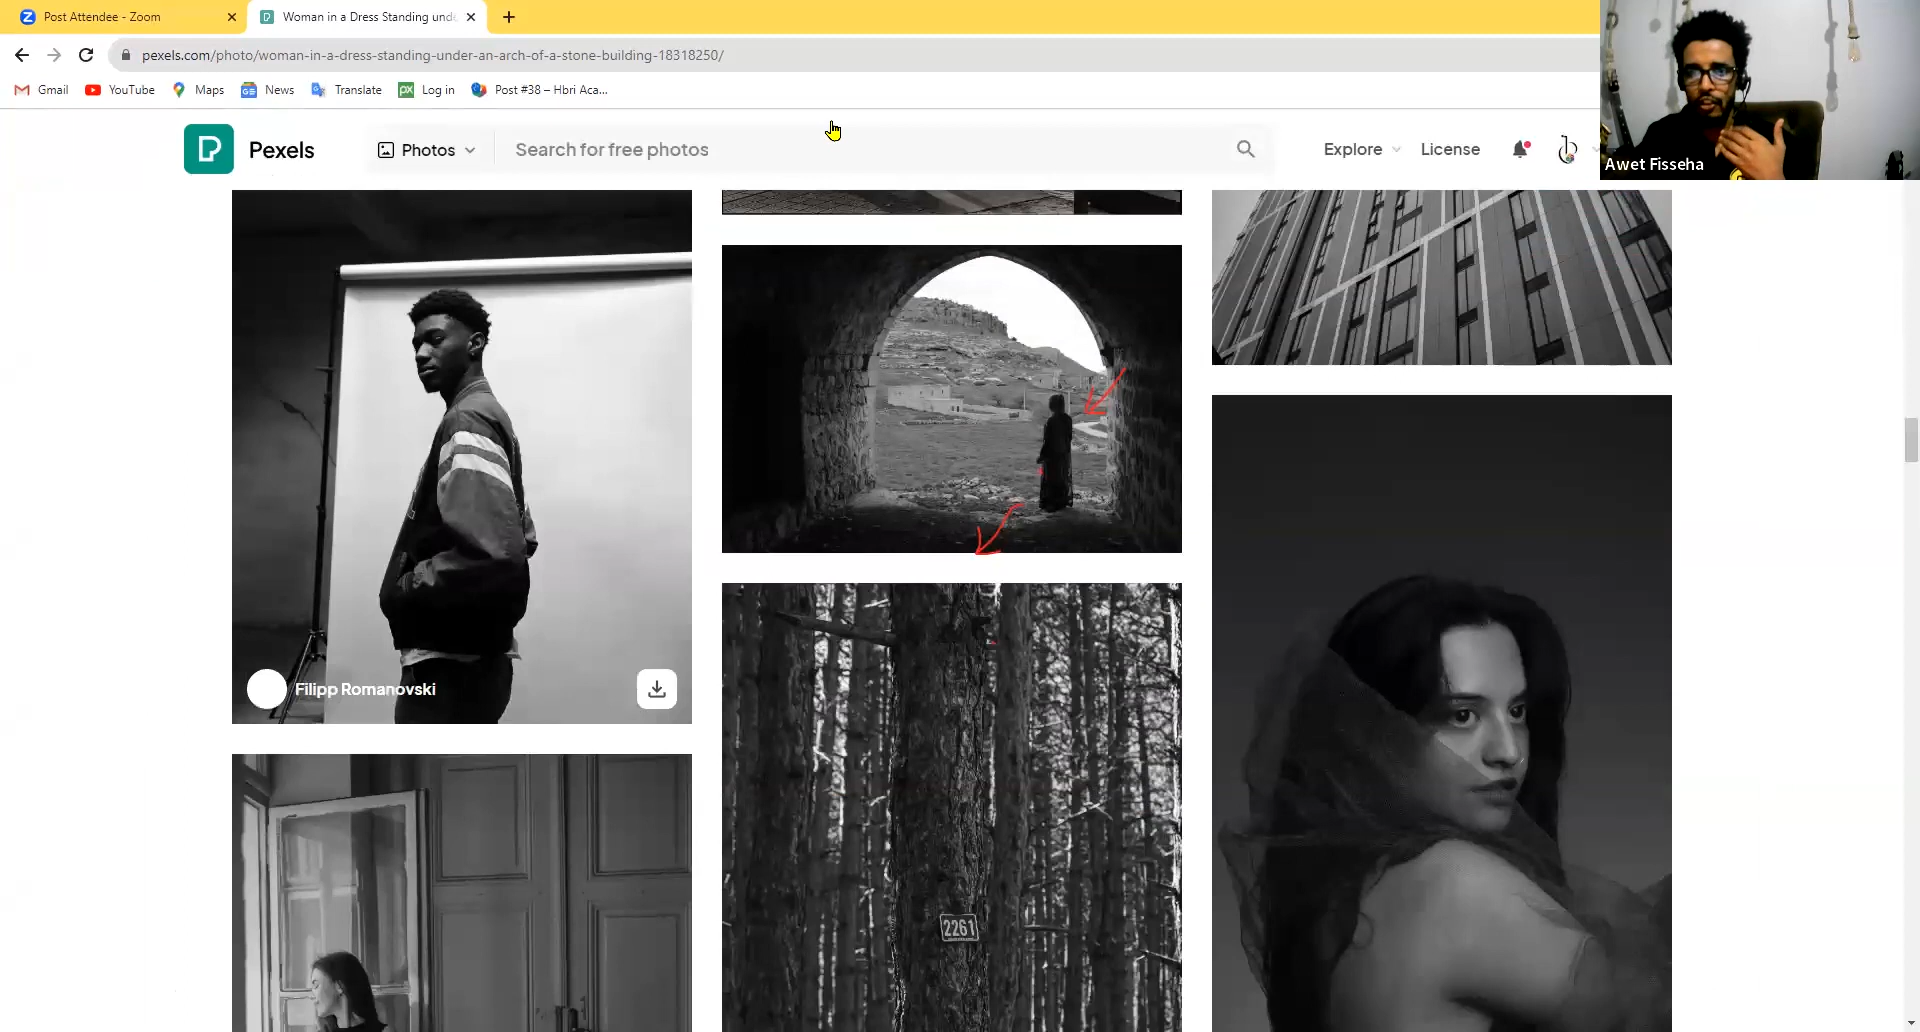 Post Attendee - Zoom
Woman in a Dress Standing und
pexels.com/photo/woman-in-a-dress-standing-under-an-arch-of-a-stone-building-18318250/
Gmail
YouTube
Maps
News
Translate
Log in
Post #38 – Hbri Aca...
Pexels
Photos
Search for free photos
Explore
License
Awet Fisseha
Filipp Romanovski
2261